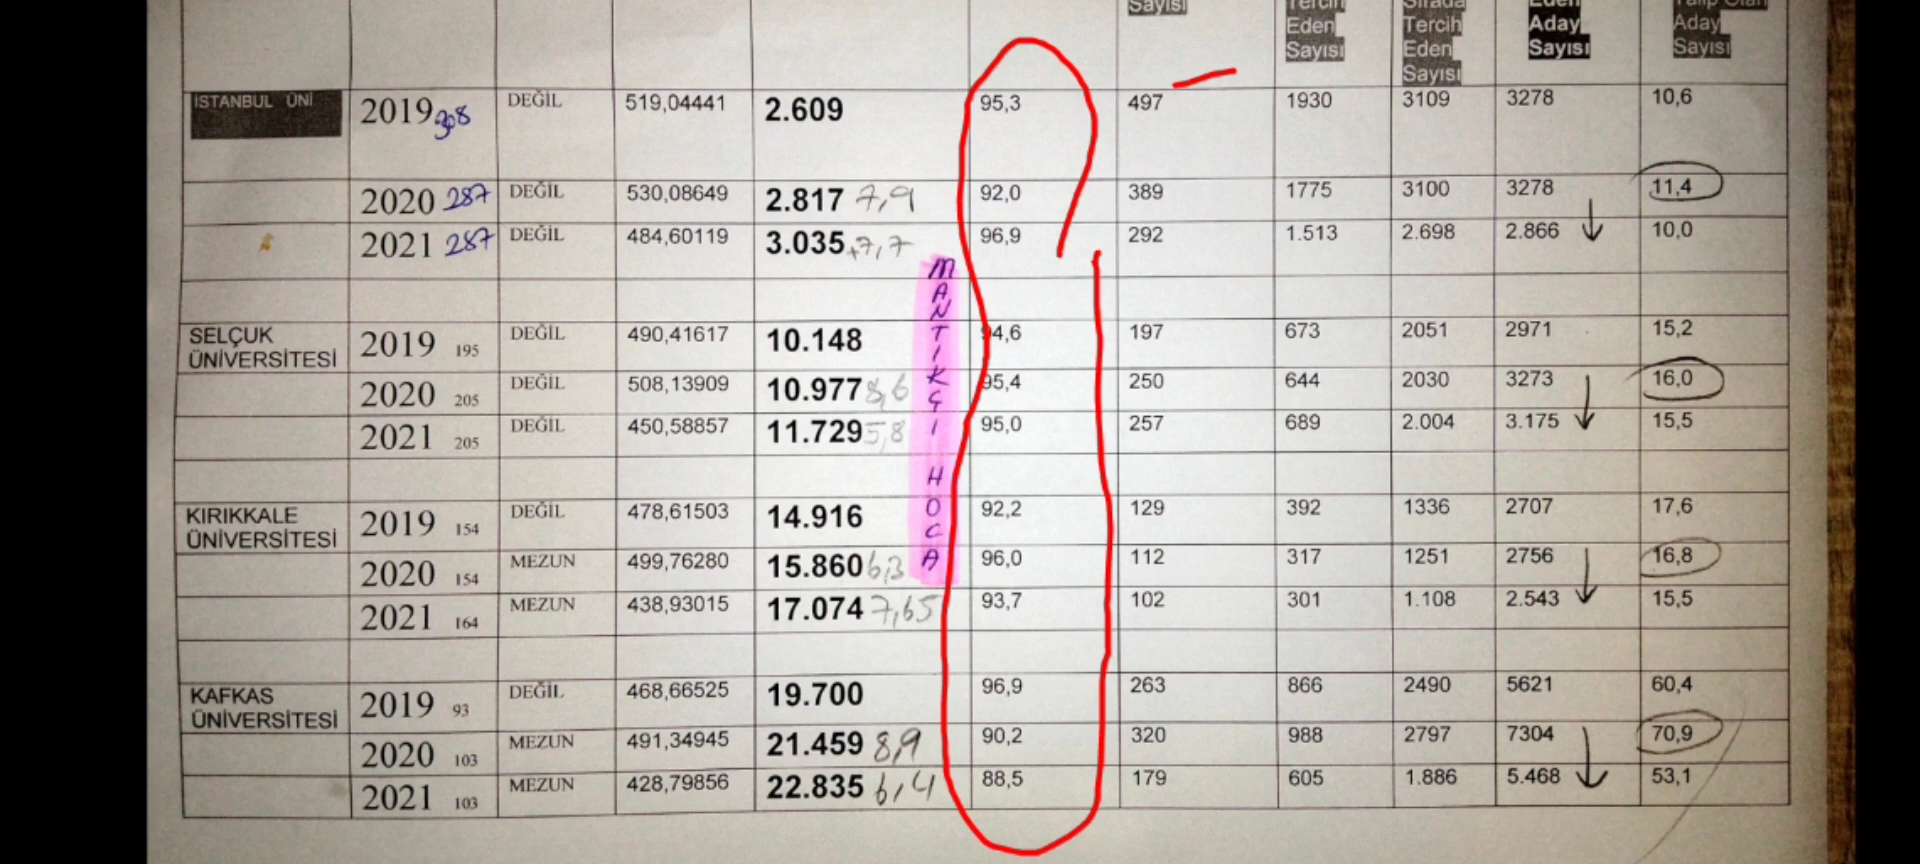 Sayısı Tercih Sırada Eden Talip Olan
Eden Tercih Aday Aday
Sayısı Eden Sayısı Sayısı
Sayısı
İSTANBUL ÜNİ 2019 308 DEĞİL 519,04441 2.609 95,3 497 1930 3109 3278 10,6
2020 287 DEĞİL 530,08649 2.817 7,9 92,0 389 1775 3100 3278 11,4
2021 287 DEĞİL 484,60119 3.035 +7,7 96,9 292 1.513 2.698 2.866 10,0
MANTIKÇI HOCA
SELÇUK ÜNİVERSİTESİ 2019 195 DEĞİL 490,41617 10.148 94,6 197 673 2051 2971 15,2
2020 205 DEĞİL 508,13909 10.977 8,6 95,4 250 644 2030 3273 16,0
2021 205 DEĞİL 450,58857 11.729 5,8 95,0 257 689 2.004 3.175 15,5
KIRIKKALE ÜNİVERSİTESİ 2019 154 DEĞİL 478,61503 14.916 92,2 129 392 1336 2707 17,6
2020 154 MEZUN 499,76280 15.860 6,3 96,0 112 317 1251 2756 16,8
2021 164 MEZUN 438,93015 17.074 7,65 93,7 102 301 1.108 2.543 15,5
KAFKAS ÜNİVERSİTESİ 2019 93 DEĞİL 468,66525 19.700 96,9 263 866 2490 5621 60,4
2020 103 MEZUN 491,34945 21.459 8,9 90,2 320 988 2797 7304 70,9
2021 103 MEZUN 428,79856 22.835 6,4 88,5 179 605 1.886 5.468 53,1